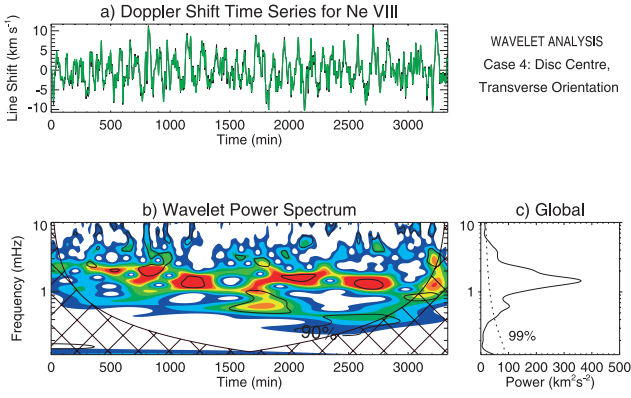 a) Doppler Shift Time Series for Ne VIII
Line Shift (km s⁻¹)
10
5
0
-5
-10
0 500 1000 1500 2000 2500 3000
Time (min)
WAVELET ANALYSIS
Case 4: Disc Centre,
Transverse Orientation
b) Wavelet Power Spectrum
Frequency (mHz)
10
1
90%
0 500 1000 1500 2000 2500 3000
Time (min)
c) Global
10
1
99%
0 100 200 300 400 500
Power (km²s⁻²)